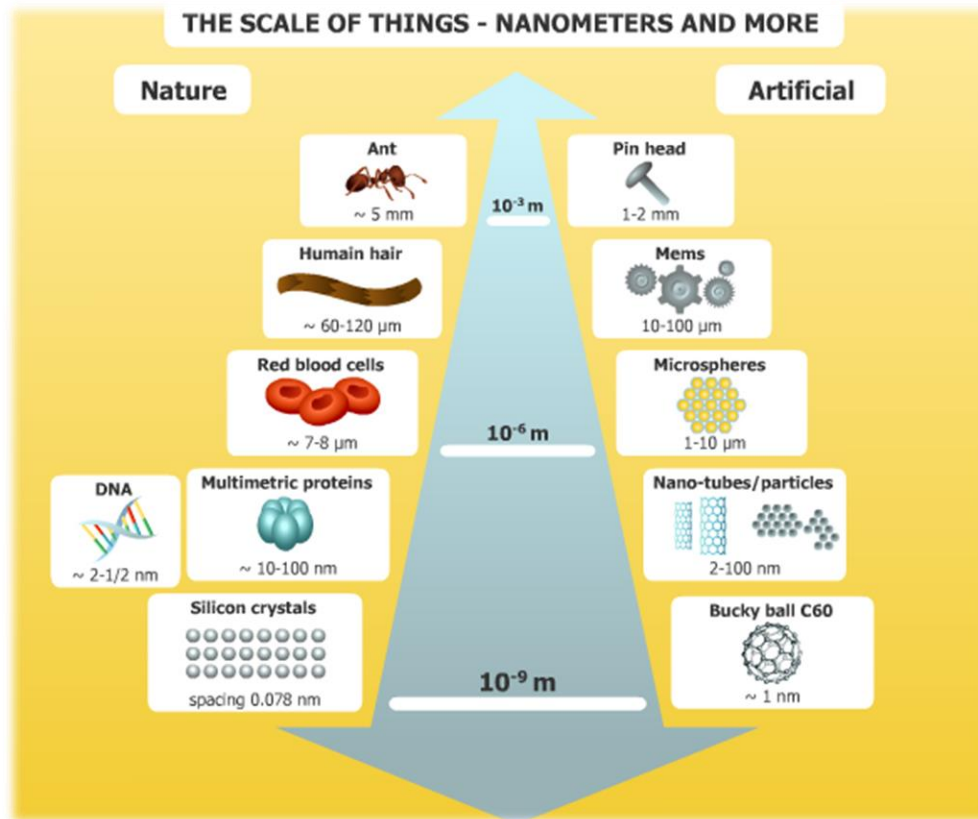 THE SCALE OF THINGS - NANOMETERS AND MORE
Nature
Artificial
Ant
~ 5 mm
Pin head
1-2 mm
10⁻³ m
Humain hair
~ 60-120 µm
Mems
10-100 µm
Red blood cells
~ 7-8 µm
Microspheres
1-10 µm
10⁻⁶ m
DNA
~ 2-1/2 nm
Multimetric proteins
~ 10-100 nm
Nano-tubes/particles
2-100 nm
Silicon crystals
spacing 0.078 nm
Bucky ball C60
~ 1 nm
10⁻⁹ m